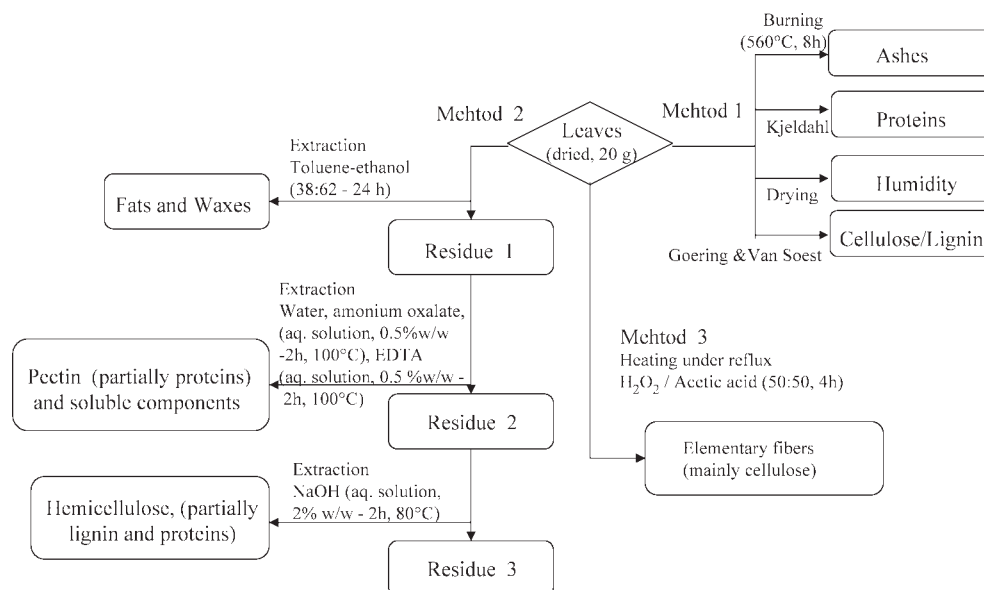 Burning
(560°C, 8h)
Ashes
Mehtod 2
Mehtod 1
Leaves
(dried, 20 g)
Kjeldahl
Proteins
Extraction
Toluene-ethanol
(38:62 - 24 h)
Fats and Waxes
Drying
Humidity
Residue 1
Cellulose/Lignin
Goering &Van Soest
Extraction
Water, amonium oxalate,
(aq. solution, 0.5%w/w
-2h, 100°C), EDTA
(aq. solution, 0.5 %w/w -
2h, 100°C)
Pectin (partially proteins)
and soluble components
Mehtod 3
Heating under reflux
H₂O₂ / Acetic acid (50:50, 4h)
Residue 2
Elementary fibers
(mainly cellulose)
Extraction
NaOH (aq. solution,
2% w/w - 2h, 80°C)
Hemicellulose, (partially
lignin and proteins)
Residue 3